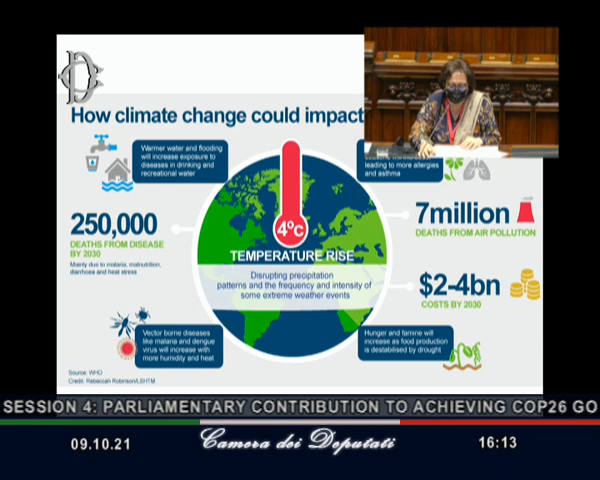 How climate change could impact
Warmer water and flooding
will increase exposure to
diseases in drinking and
recreational water
leading to more allergies
and asthma
4ºc
250,000
DEATHS FROM DISEASE
BY 2030
Mainly due to malaria, malnutrition,
diarrhoea and heat stress
7million
DEATHS FROM AIR POLLUTION
TEMPERATURE RISE
Disrupting precipitation
patterns and the frequency and intensity of
some extreme weather events
$2-4bn
COSTS BY 2030
Vector borne diseases
like malaria and dengue
virus will increase with
more humidity and heat
Hunger and famine will
increase as food production
is destabilised by drought
Source: WHO
Credit: Rebeccah Robinson/LSHTM
SESSION 4: PARLIAMENTARY CONTRIBUTION TO ACHIEVING COP26 GO
09.10.21
Camera dei Deputati
16:13